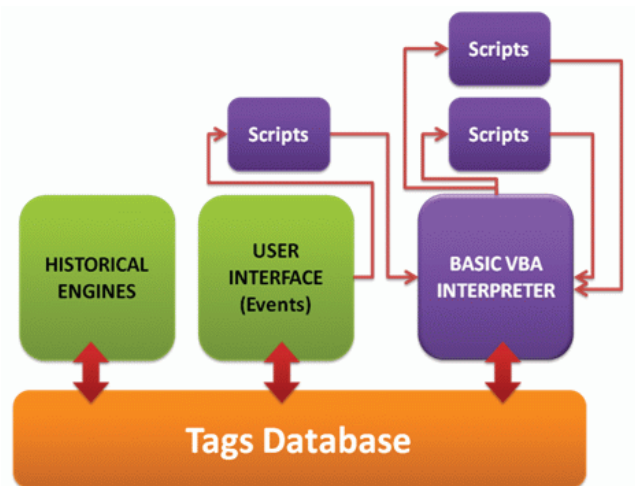 Scripts
Scripts
Scripts
HISTORICAL
ENGINES
USER
INTERFACE
(Events)
BASIC VBA
INTERPRETER
Tags Database